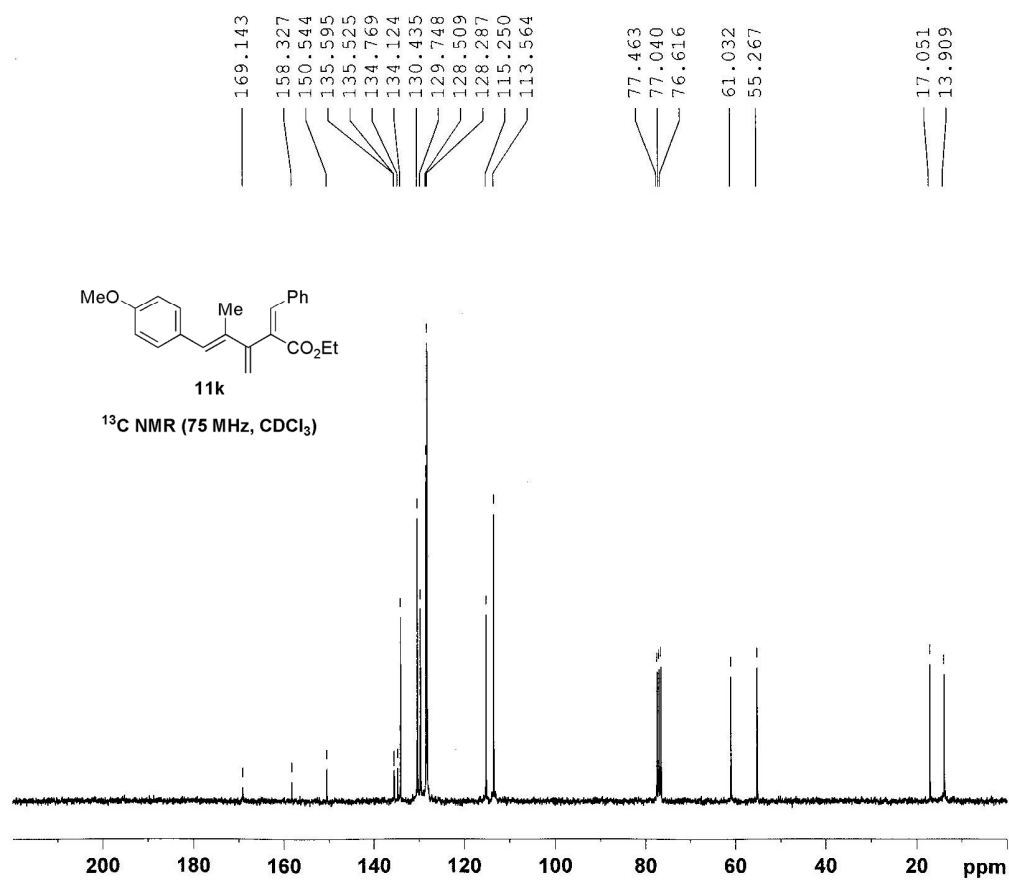 169.143
158.327
150.544
135.595
135.525
134.769
134.124
130.435
129.748
128.509
128.287
115.250
113.564
77.463
77.040
76.616
61.032
55.267
17.051
13.909
MeO
Me
Ph
CO₂Et
11k
¹³C NMR (75 MHz, CDCl₃)
200 180 160 140 120 100 80 60 40 20 ppm